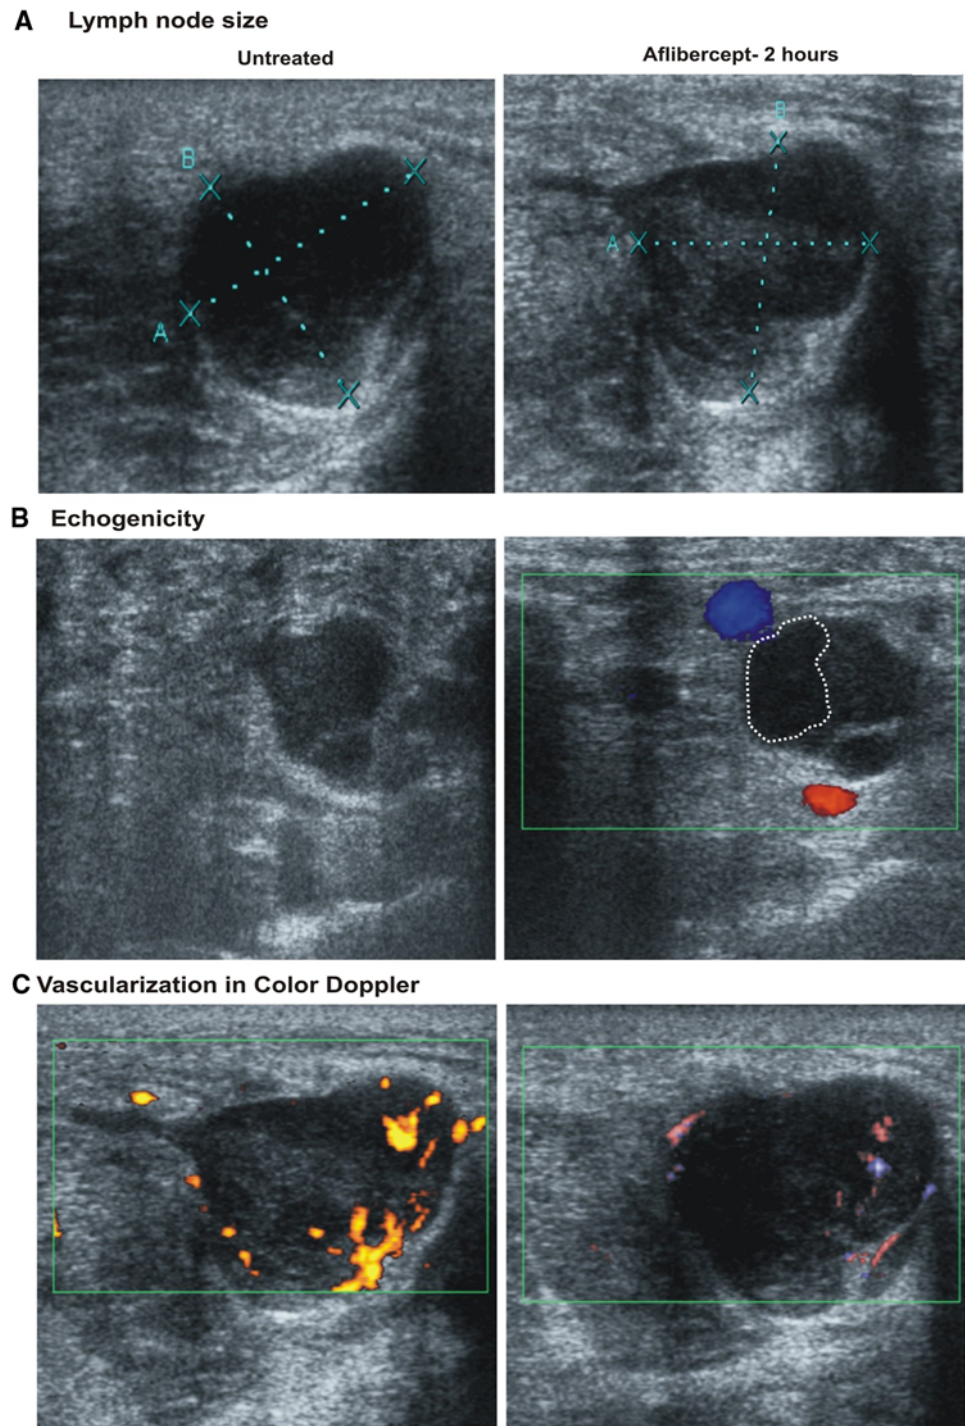 A Lymph node size
Untreated
Aflibercept- 2 hours
B
A
B
A
B Echogenicity
C Vascularization in Color Doppler